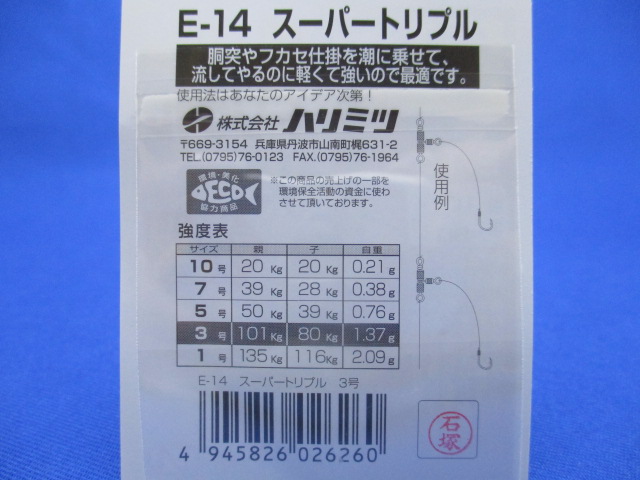 E-14 スーパートリプル
胴突やフカセ仕掛を潮に乗せて、
流してやるのに軽くて強いので最適です。
使用法はあなたのアイデア次第！
株式会社 ハリミツ
〒669-3154 兵庫県丹波市山南町梶631-2
TEL.(0795)76-0123 FAX.(0795)76-1964
環境・美化
ECO
協力商品
※この商品の売上げの一部を
環境保全活動の資金に使わ
させて頂いております。
使用例
強度表
サイズ 親 子 自重
10号 20Kg 20Kg 0.21g
7号 39Kg 28Kg 0.38g
5号 50Kg 39Kg 0.76g
3号 101Kg 80Kg 1.37g
1号 135Kg 116Kg 2.09g
E-14 スーパートリプル 3号
4 945826 026260
石塚